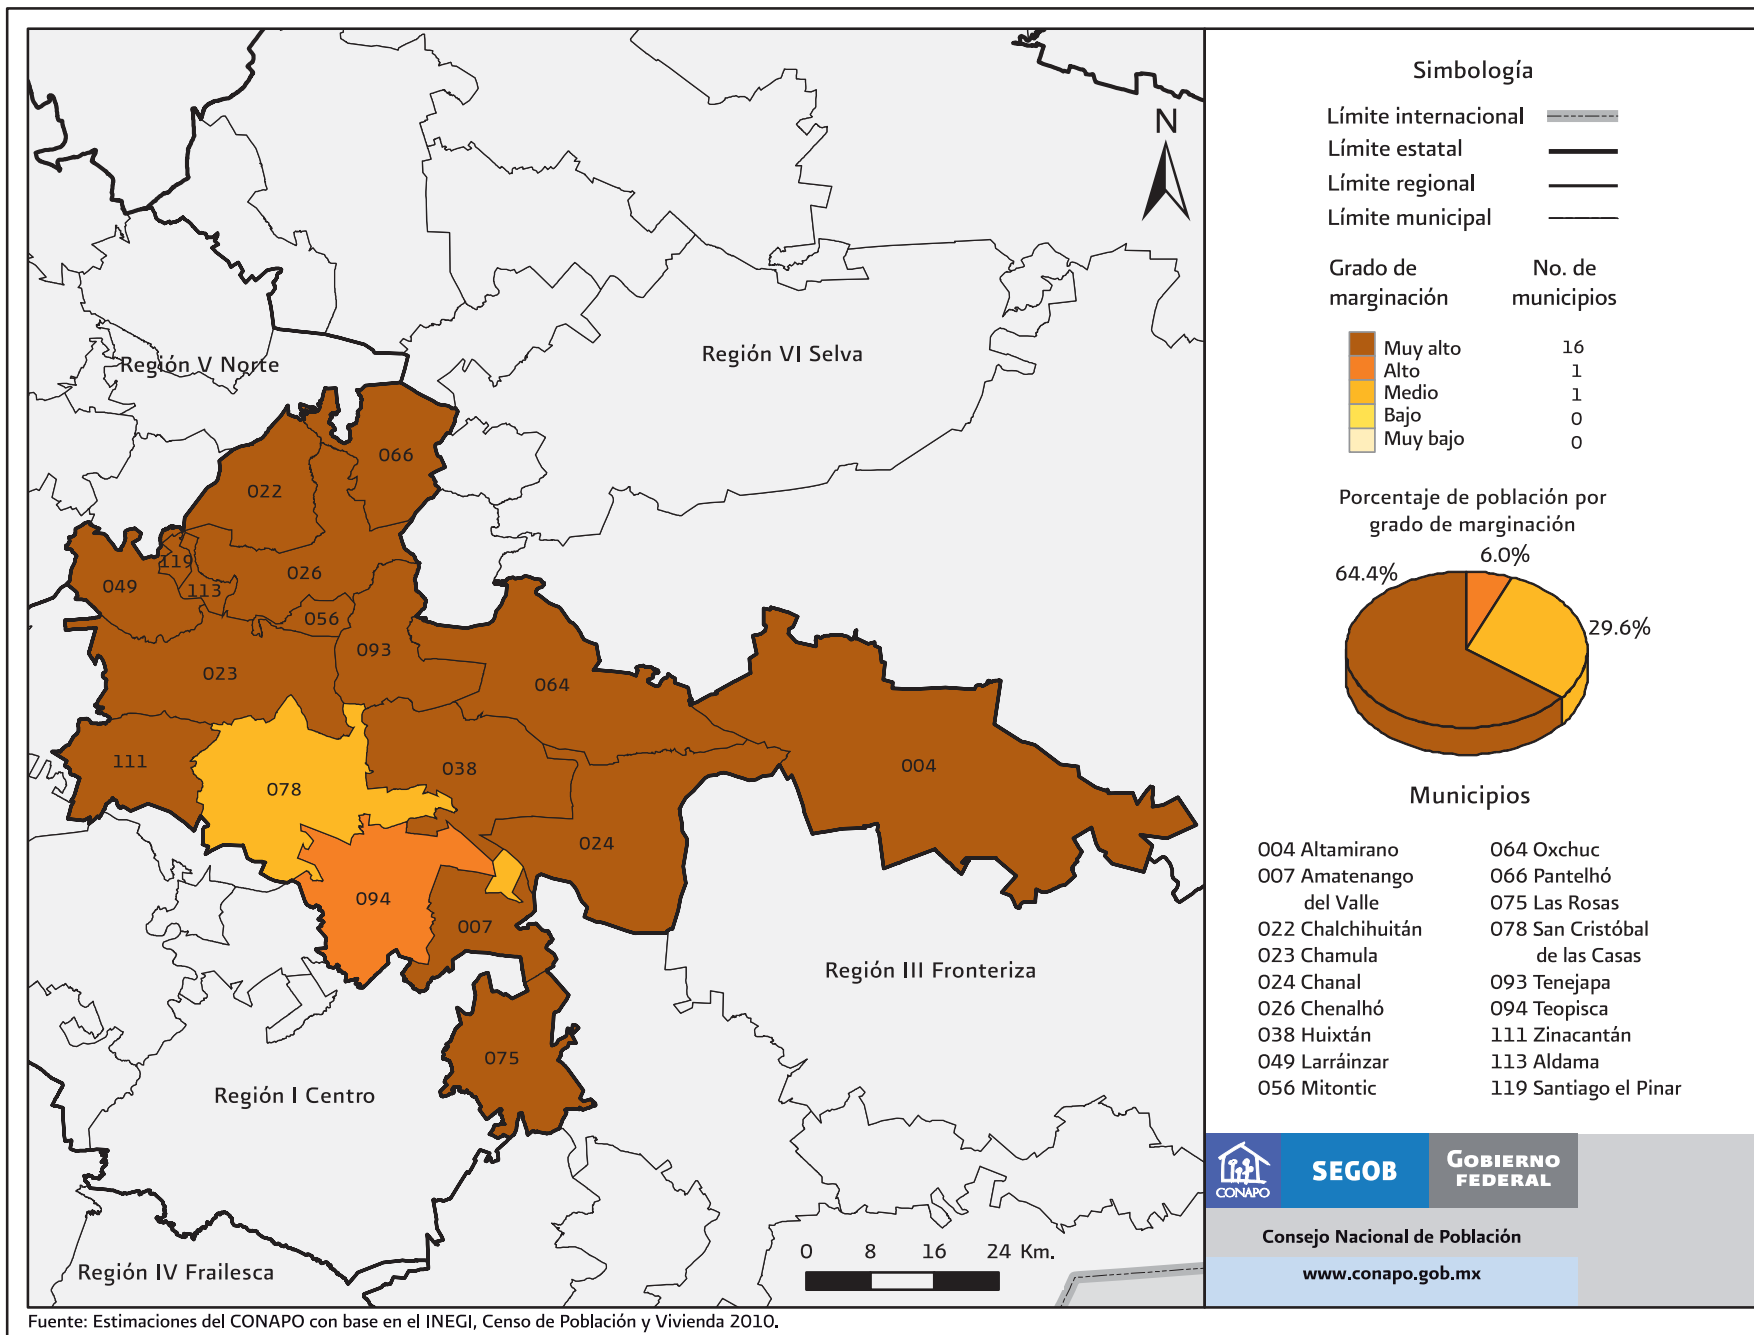 N
Región V Norte
Región VI Selva
066
022
119
049
113
026
056
093
023
064
111
038
004
078
024
094
007
Región III Fronteriza
075
Región I Centro
Región IV Frailesca
0 8 16 24 Km.
Simbología
Límite internacional
Límite estatal
Límite regional
Límite municipal
Grado de marginación
No. de municipios
Muy alto 16
Alto 1
Medio 1
Bajo 0
Muy bajo 0
Porcentaje de población por
grado de marginación
6.0%
64.4%
29.6%
Municipios
004 Altamirano
007 Amatenango
del Valle
022 Chalchihuitán
023 Chamula
024 Chanal
026 Chenalhó
038 Huixtán
049 Larráinzar
056 Mitontic
064 Oxchuc
066 Pantelhó
075 Las Rosas
078 San Cristóbal
de las Casas
093 Tenejapa
094 Teopisca
111 Zinacantán
113 Aldama
119 Santiago el Pinar
CONAPO
SEGOB
GOBIERNO
FEDERAL
Consejo Nacional de Población
www.conapo.gob.mx
Fuente: Estimaciones del CONAPO con base en el INEGI, Censo de Población y Vivienda 2010.